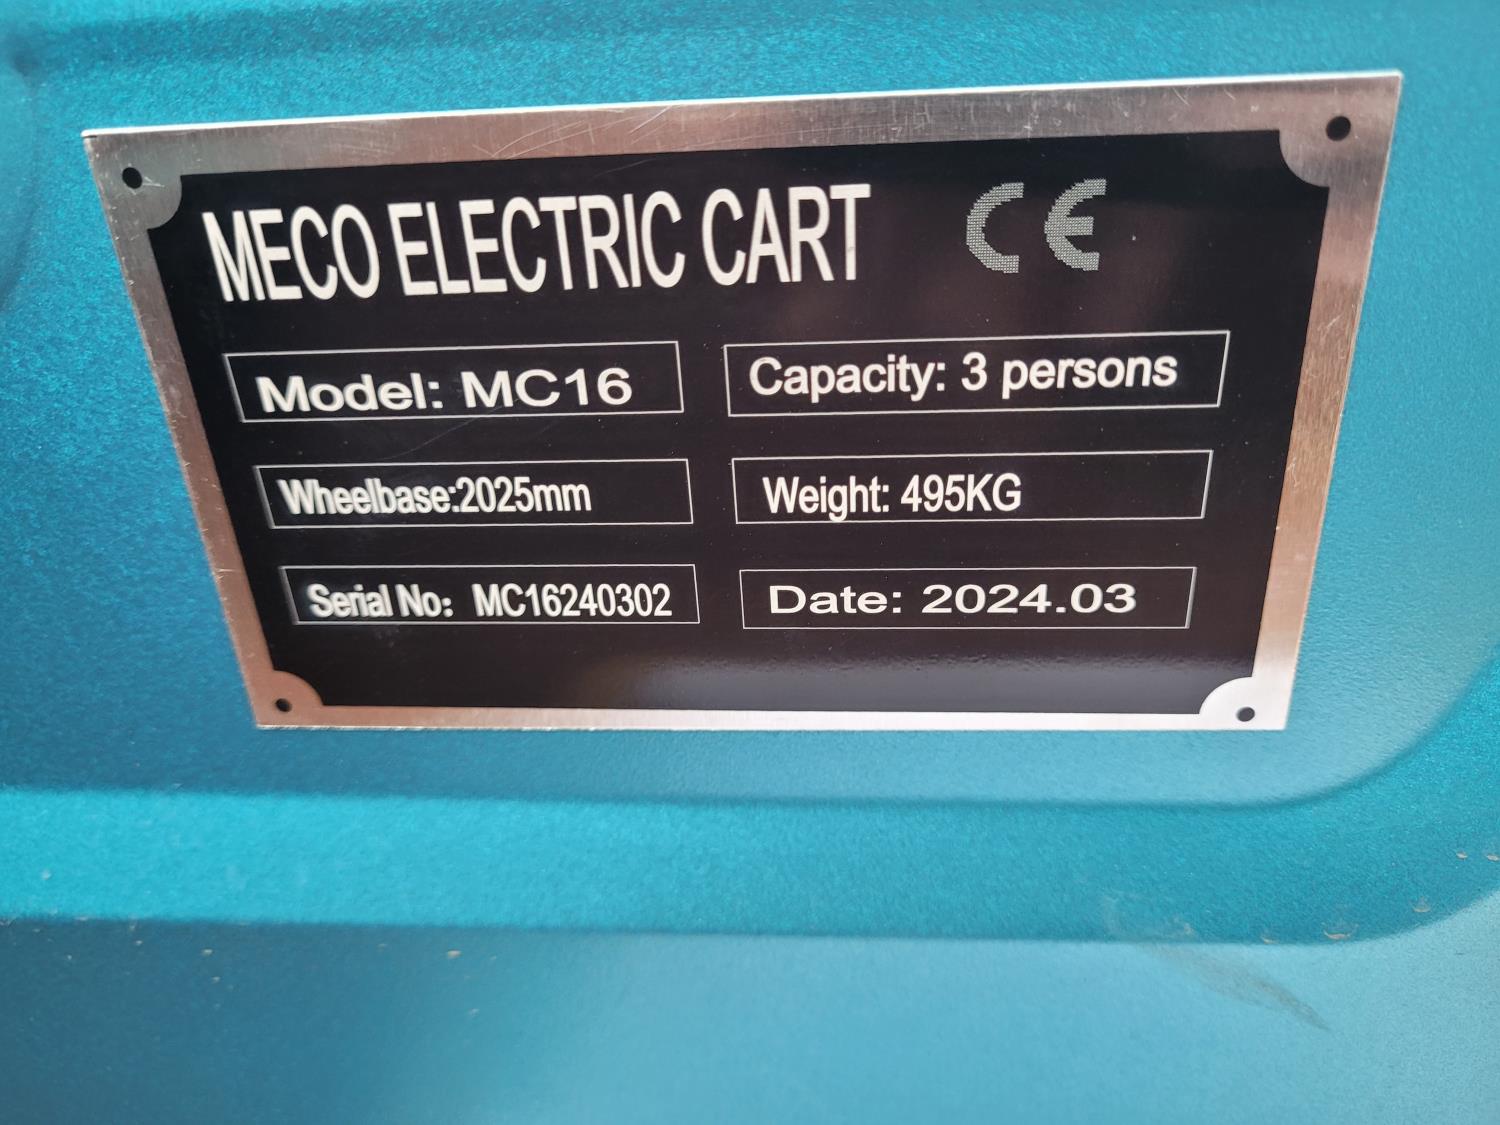 MECO ELECTRIC CART CE
Model: MC16
Capacity: 3 persons
Wheelbase:2025mm
Weight: 495KG
Serial No: MC16240302
Date: 2024.03